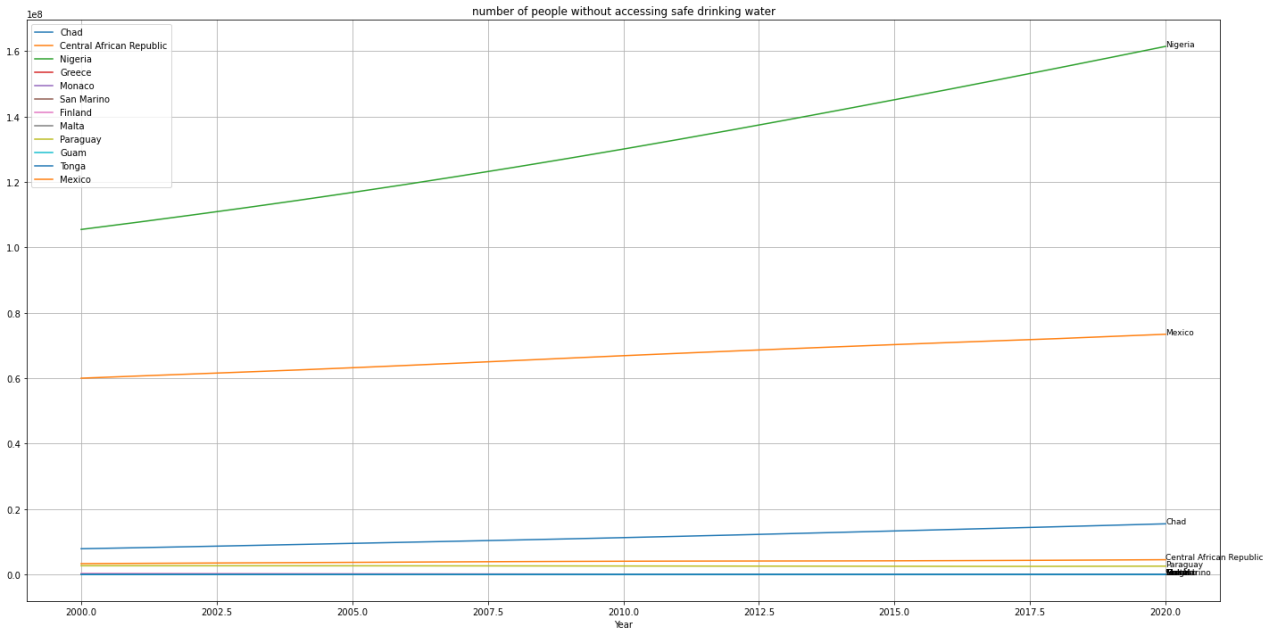 number of people without accessing safe drinking water
1e8
Chad
Central African Republic
Nigeria
Greece
Monaco
San Marino
Finland
Malta
Paraguay
Guam
Tonga
Mexico
1.6
1.4
1.2
1.0
0.8
0.6
0.4
0.2
0.0
Nigeria
Mexico
Chad
Central African Republic
Paraguay
2000.0 2002.5 2005.0 2007.5 2010.0 2012.5 2015.0 2017.5 2020.0
Year